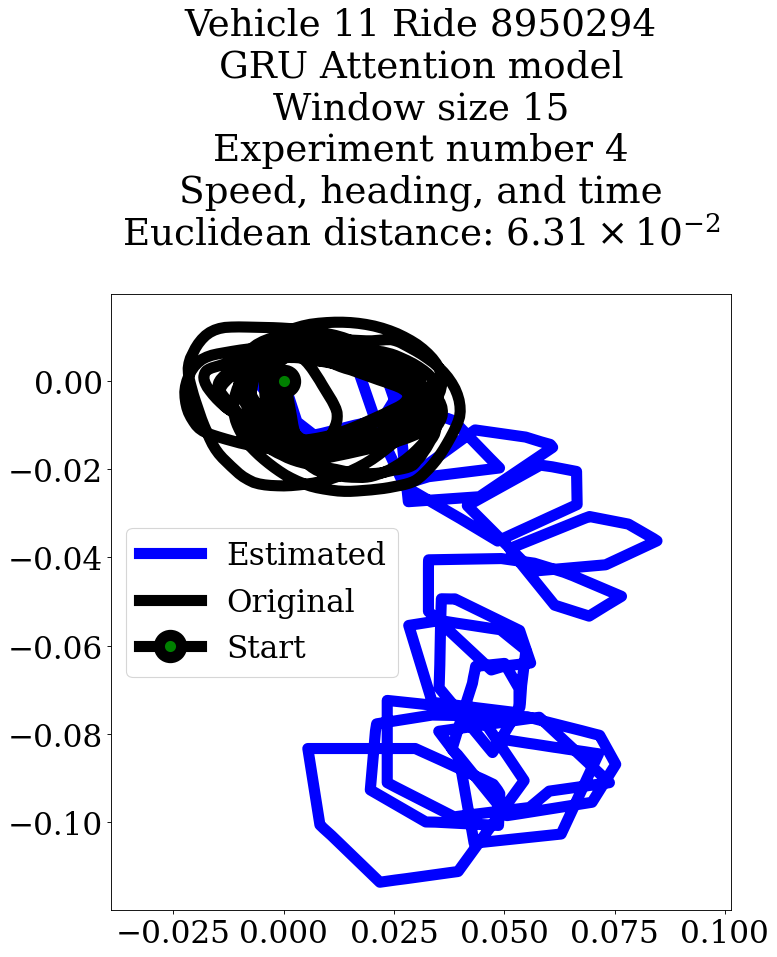 Vehicle 11 Ride 8950294
GRU Attention model
Window size 15
Experiment number 4
Speed, heading, and time
Euclidean distance: 6.31 × 10⁻²
0.00
−0.02
−0.04
−0.06
−0.08
−0.10
Estimated
Original
Start
−0.025 0.000 0.025 0.050 0.075 0.100